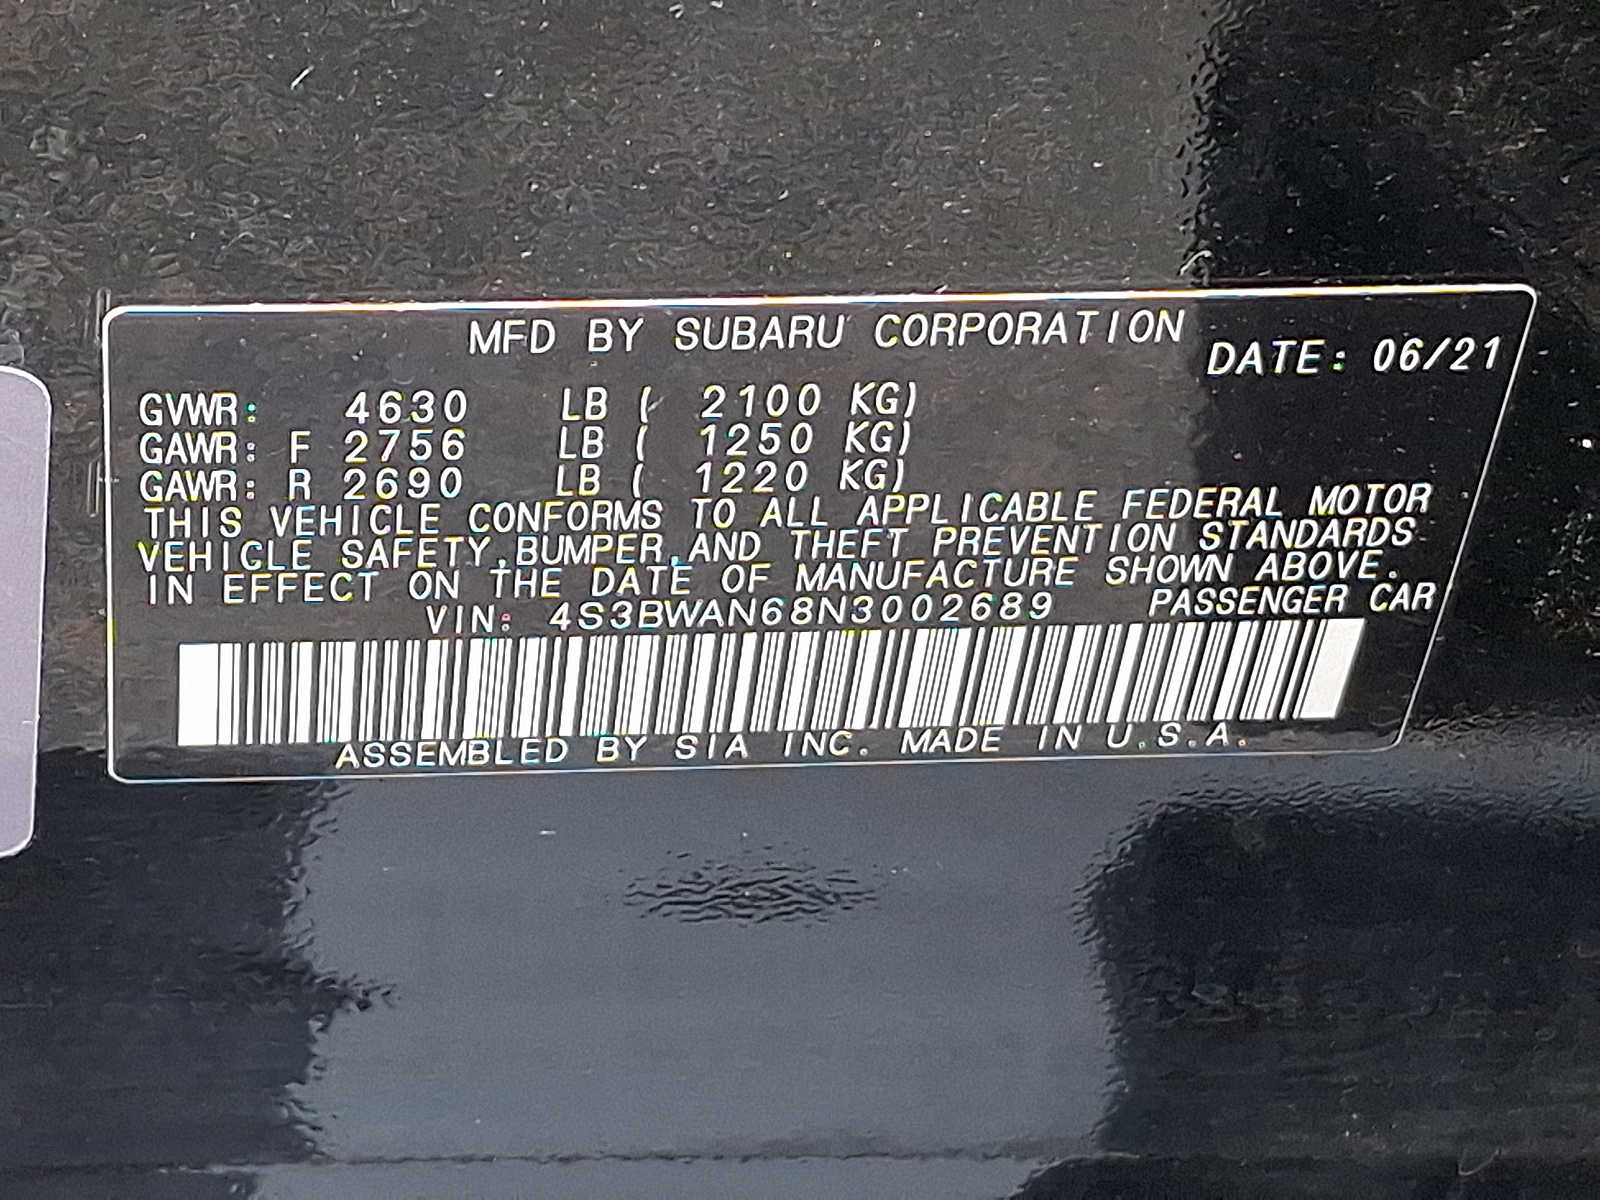 MFD BY SUBARU CORPORATION
DATE: 06/21
GVWR: 4630 LB ( 2100 KG)
GAWR: F 2756 LB ( 1250 KG)
GAWR: R 2690 LB ( 1220 KG)
THIS VEHICLE CONFORMS TO ALL APPLICABLE FEDERAL MOTOR
VEHICLE SAFETY,BUMPER,AND THEFT PREVENTION STANDARDS
IN EFFECT ON THE DATE OF MANUFACTURE SHOWN ABOVE.
VIN: 4S3BWAN68N3002689 PASSENGER CAR
ASSEMBLED BY SIA INC. MADE IN U.S.A.